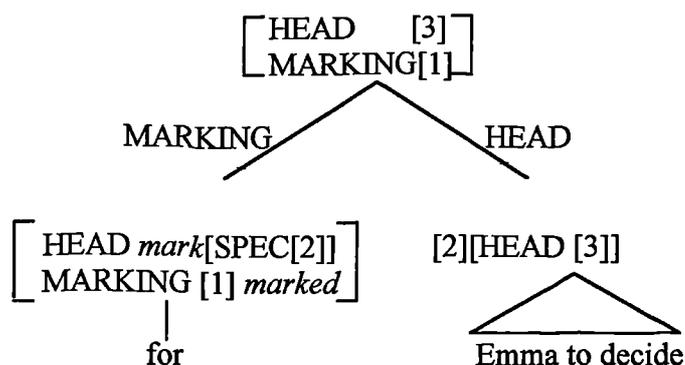 HEAD [3]
MARKING[1]
MARKING HEAD
HEAD mark[SPEC[2]] [2][HEAD [3]]
MARKING [1] marked
for Emma to decide